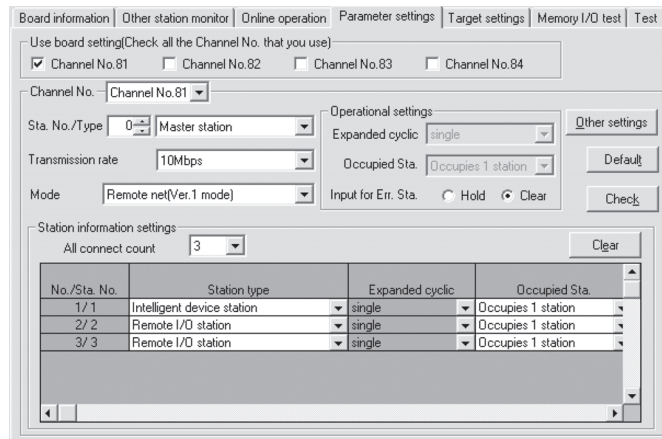 Board information Other station monitor Online operation Parameter settings Target settings Memory I/O test Test
Use board setting(Check all the Channel No. that you use)
Channel No.81 Channel No.82 Channel No.83 Channel No.84
Channel No. Channel No.81
Sta. No./Type 0 Master station
Transmission rate 10Mbps
Mode Remote net(Ver.1 mode)
Operational settings
Expanded cyclic single
Occupied Sta. Occupies 1 station
Input for Err. Sta. Hold Clear
Other settings
Default
Check
Station information settings
All connect count 3 Clear
No./Sta. No. Station type Expanded cyclic Occupied Sta.
1/ 1 Intelligent device station single Occupies 1 station
2/ 2 Remote I/O station single Occupies 1 station
3/ 3 Remote I/O station single Occupies 1 station